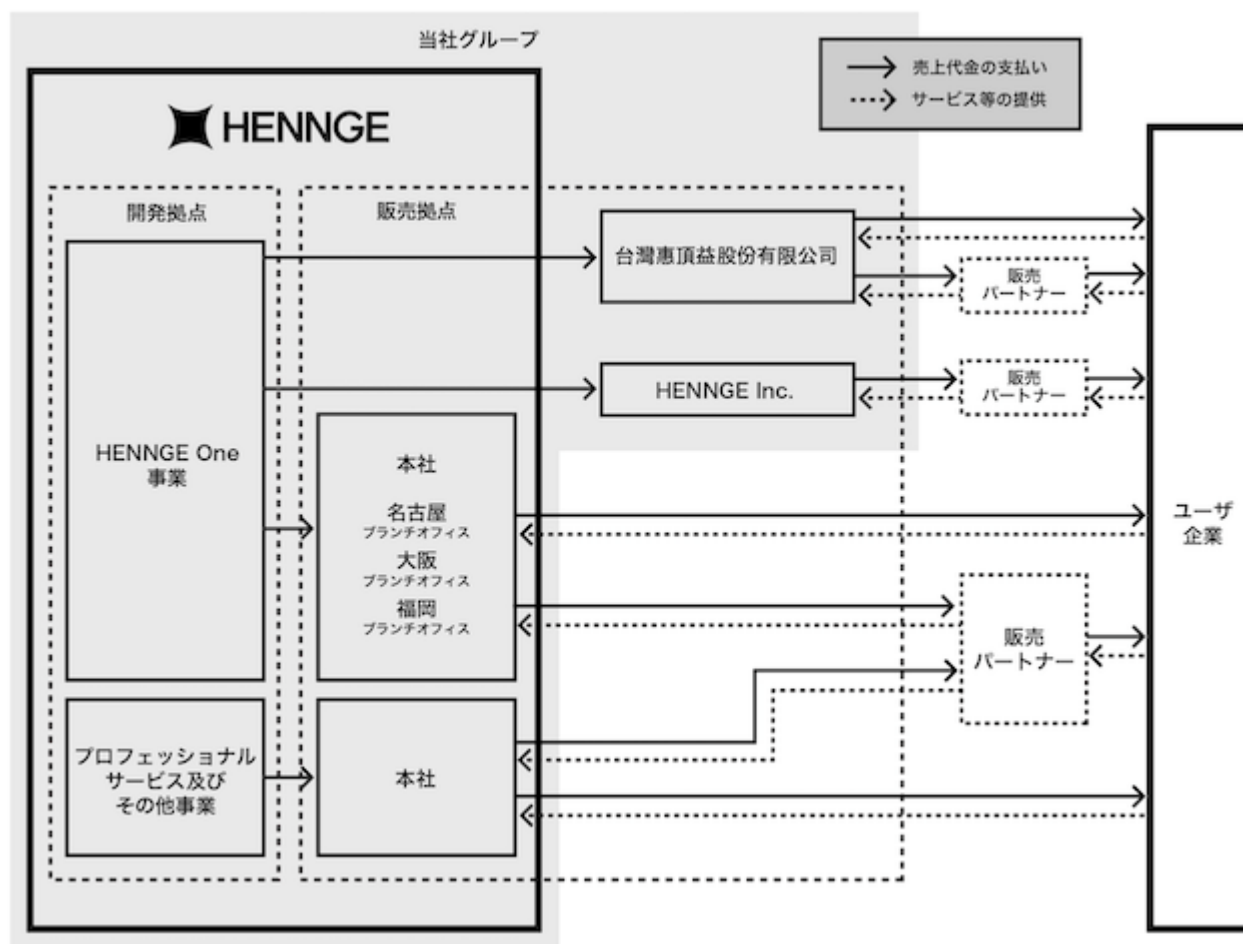 当社グループ
売上代金の支払い
サービス等の提供
HENNGE
開発拠点
販売拠点
台灣惠頂益股份有限公司
販売
パートナー
HENNGE Inc.
販売
パートナー
HENNGE One
事業
本社
名古屋
ブランチオフィス
大阪
ブランチオフィス
福岡
ブランチオフィス
ユーザ
企業
販売
パートナー
プロフェッショナル
サービス及び
その他事業
本社